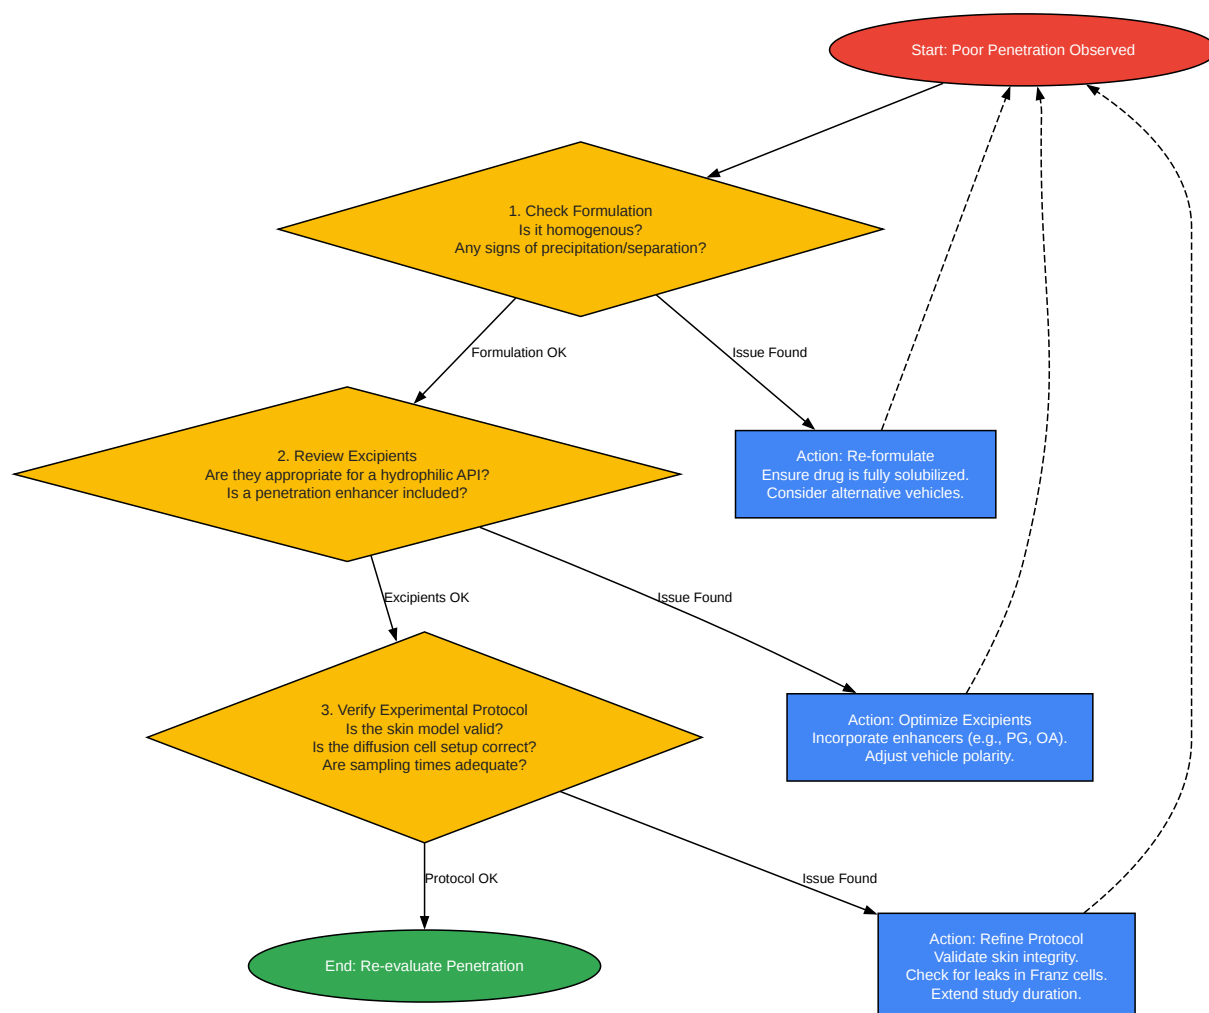 Start: Poor Penetration Observed
1. Check Formulation
Is it homogenous?
Any signs of precipitation/separation?
Formulation OK
Issue Found
2. Review Excipients
Are they appropriate for a hydrophilic API?
Is a penetration enhancer included?
Action: Re-formulate
Ensure drug is fully solubilized.
Consider alternative vehicles.
Excipients OK
Issue Found
3. Verify Experimental Protocol
Is the skin model valid?
Is the diffusion cell setup correct?
Are sampling times adequate?
Action: Optimize Excipients
Incorporate enhancers (e.g., PG, OA).
Adjust vehicle polarity.
Protocol OK
Issue Found
End: Re-evaluate Penetration
Action: Refine Protocol
Validate skin integrity.
Check for leaks in Franz cells.
Extend study duration.